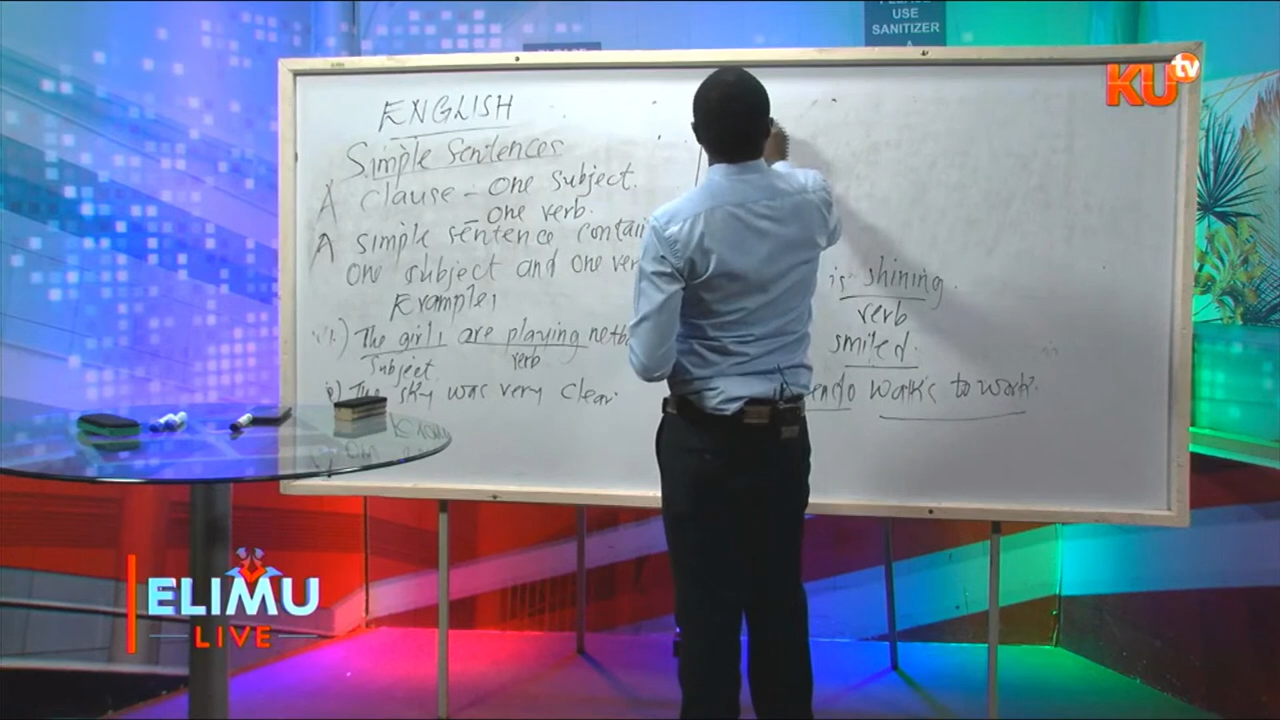 PLEASE
USE
SANITIZER
KU tv
ENGLISH
Simple Sentences
A clause - One subject.
- One verb.
A simple sentence contai
one subject and one ver
Examples
i.) The girls are playing netb
subject verb
The sky was very clear.
is shining.
verb
smiled.
walks to work.
ELIMU
LIVE